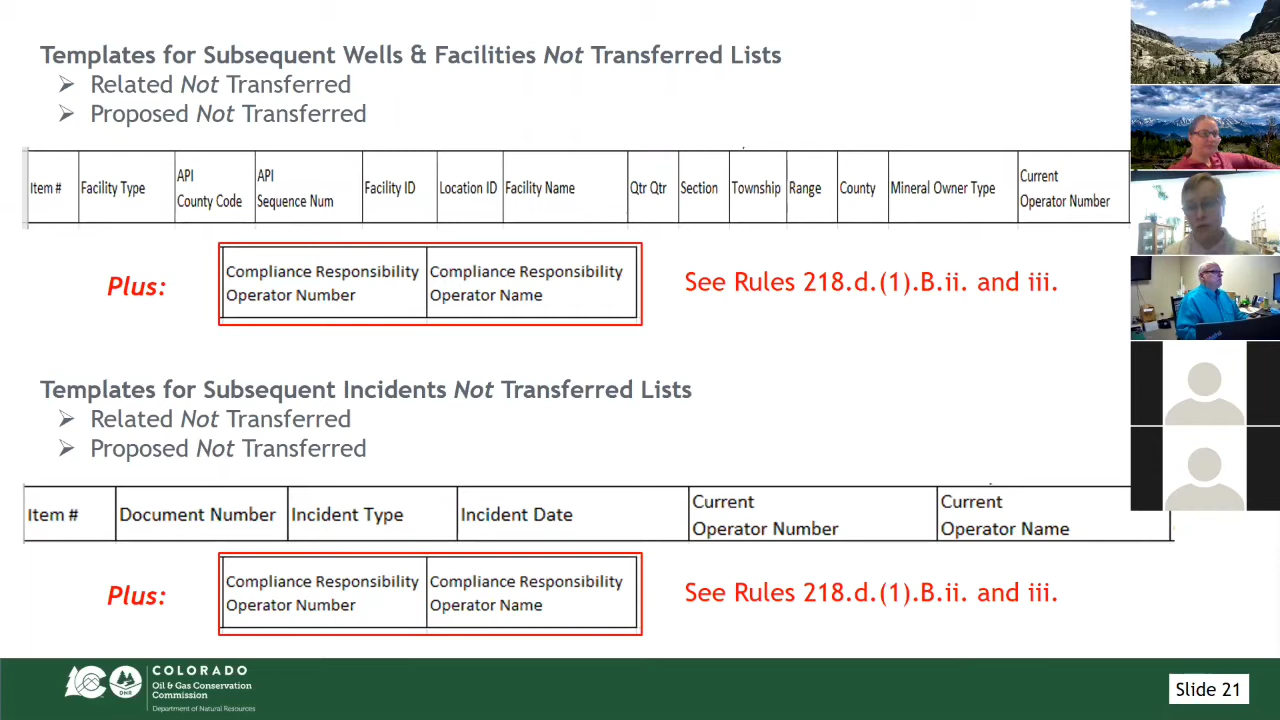 Templates for Subsequent Wells & Facilities Not Transferred Lists
➢ Related Not Transferred
➢ Proposed Not Transferred
Item # Facility Type API County Code API Sequence Num Facility ID Location ID Facility Name Qtr Qtr Section Township Range County Mineral Owner Type Current Operator Number
Plus:
Compliance Responsibility Operator Number
Compliance Responsibility Operator Name
See Rules 218.d.(1).B.ii. and iii.
Templates for Subsequent Incidents Not Transferred Lists
➢ Related Not Transferred
➢ Proposed Not Transferred
Item # Document Number Incident Type Incident Date Current Operator Number Current Operator Name
Plus:
Compliance Responsibility Operator Number
Compliance Responsibility Operator Name
See Rules 218.d.(1).B.ii. and iii.
COLORADO
Oil & Gas Conservation
Commission
Department of Natural Resources
DNR
Slide 21